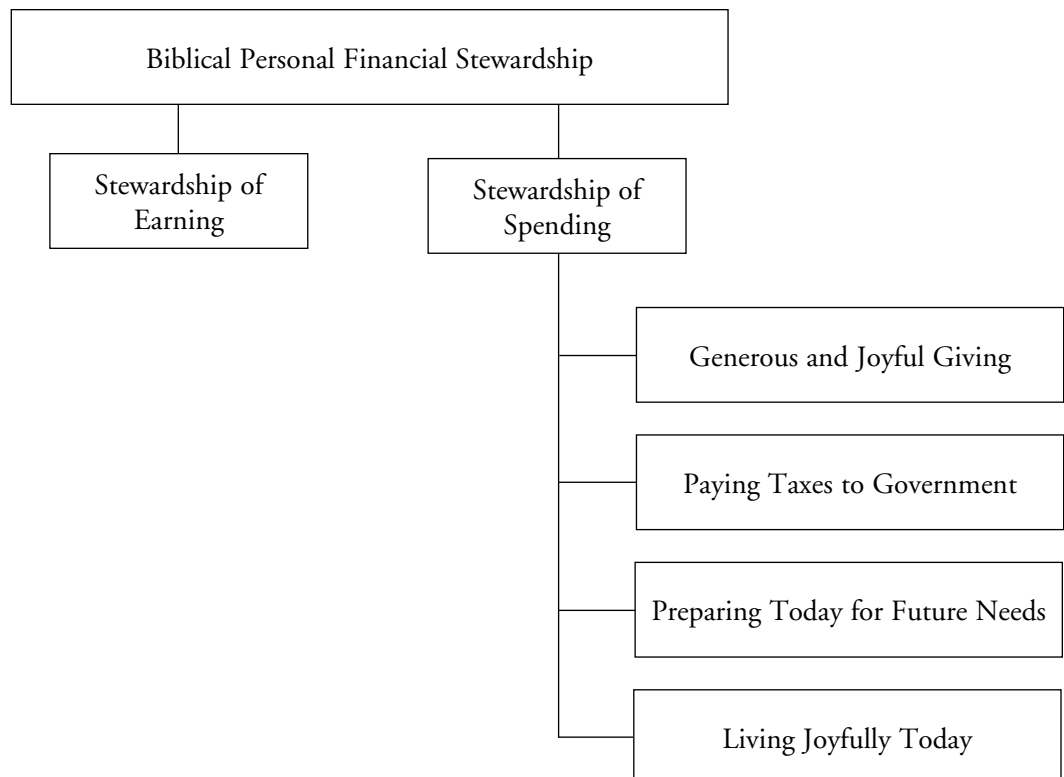 Biblical Personal Financial Stewardship
Stewardship of
Earning
Stewardship of
Spending
Generous and Joyful Giving
Paying Taxes to Government
Preparing Today for Future Needs
Living Joyfully Today